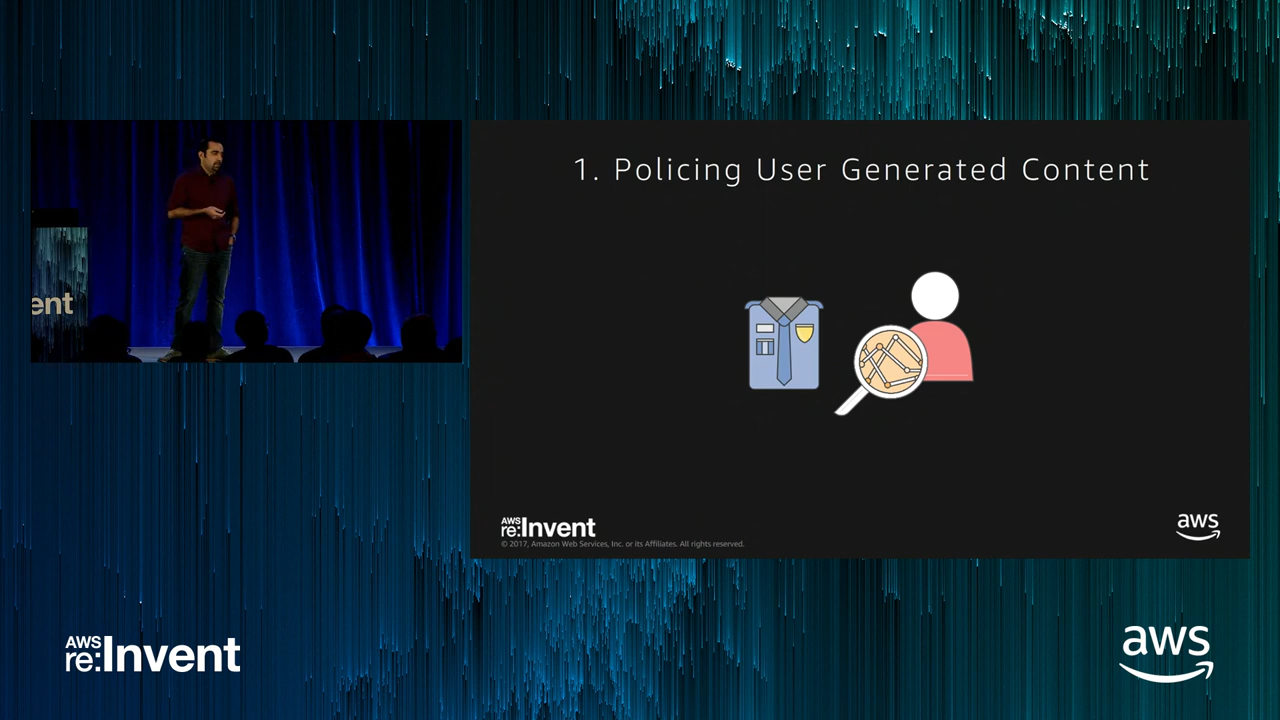 1. Policing User Generated Content
ent
AWS
re:Invent
© 2017, Amazon Web Services, Inc. or its Affiliates. All rights reserved.
aws
AWS
re:Invent
aws